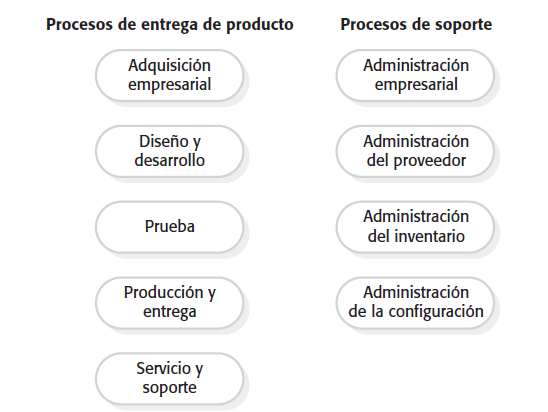 Procesos de entrega de producto
Adquisición
empresarial
Diseño y
desarrollo
Prueba
Producción y
entrega
Servicio y
soporte
Procesos de soporte
Administración
empresarial
Administración
del proveedor
Administración
del inventario
Administración
de la configuración